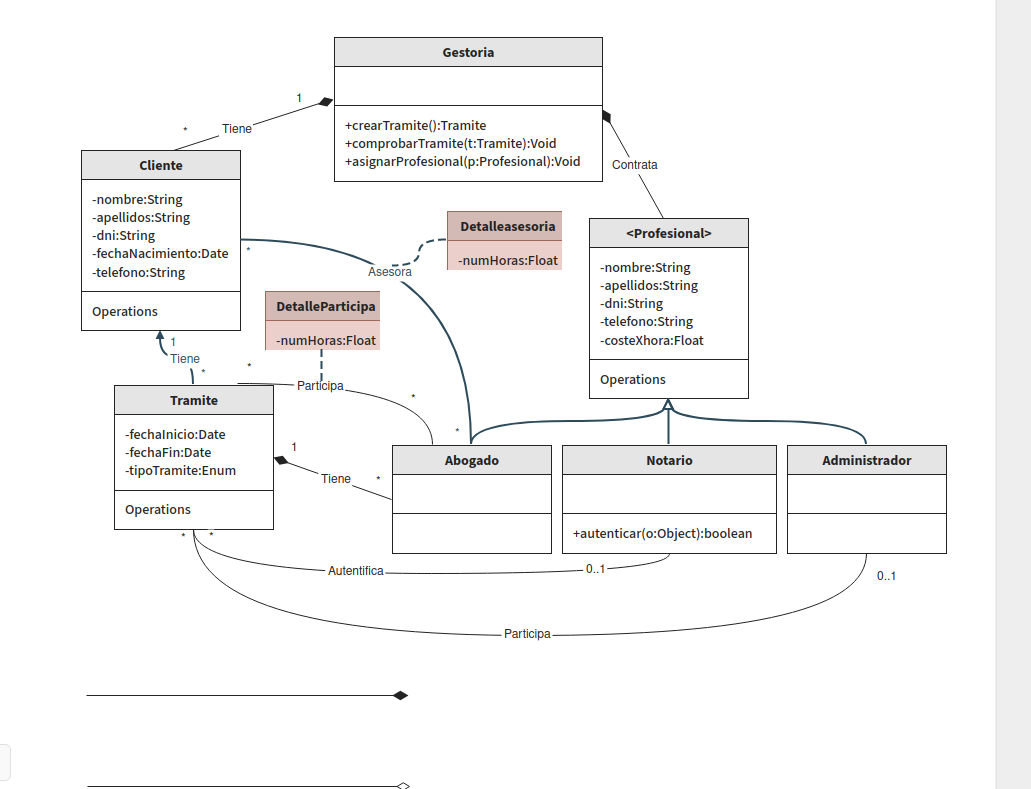 Gestoria
+crearTramite():Tramite
+comprobarTramite(t:Tramite):Void
+asignarProfesional(p:Profesional):Void
1
*
Tiene
Contrata
Cliente
-nombre:String
-apellidos:String
-dni:String
-fechaNacimiento:Date
-telefono:String
Operations
*
Asesora
Detalleasesoria
-numHoras:Float
<Profesional>
-nombre:String
-apellidos:String
-dni:String
-telefono:String
-costeXhora:Float
Operations
DetalleParticipa
-numHoras:Float
1
Tiene
*
*
Participa
*
*
Tramite
-fechaInicio:Date
-fechaFin:Date
-tipoTramite:Enum
Operations
1
Tiene
*
Abogado
Notario
+autenticar(o:Object):boolean
Administrador
*
*
Autentifica
0..1
0..1
Participa